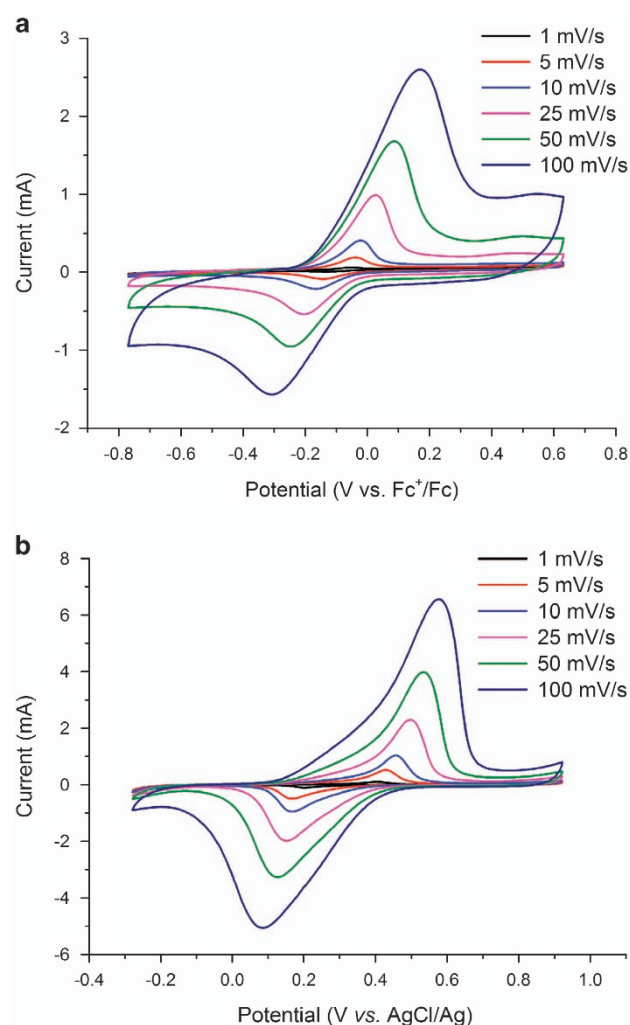 a
3
2
1
0
-1
-2
Current (mA)
1 mV/s
5 mV/s
10 mV/s
25 mV/s
50 mV/s
100 mV/s
-0.8 -0.6 -0.4 -0.2 0.0 0.2 0.4 0.6 0.8
Potential (V vs. Fc⁺/Fc)
b
8
6
4
2
0
-2
-4
-6
Current (mA)
1 mV/s
5 mV/s
10 mV/s
25 mV/s
50 mV/s
100 mV/s
-0.4 -0.2 0.0 0.2 0.4 0.6 0.8 1.0
Potential (V vs. AgCl/Ag)